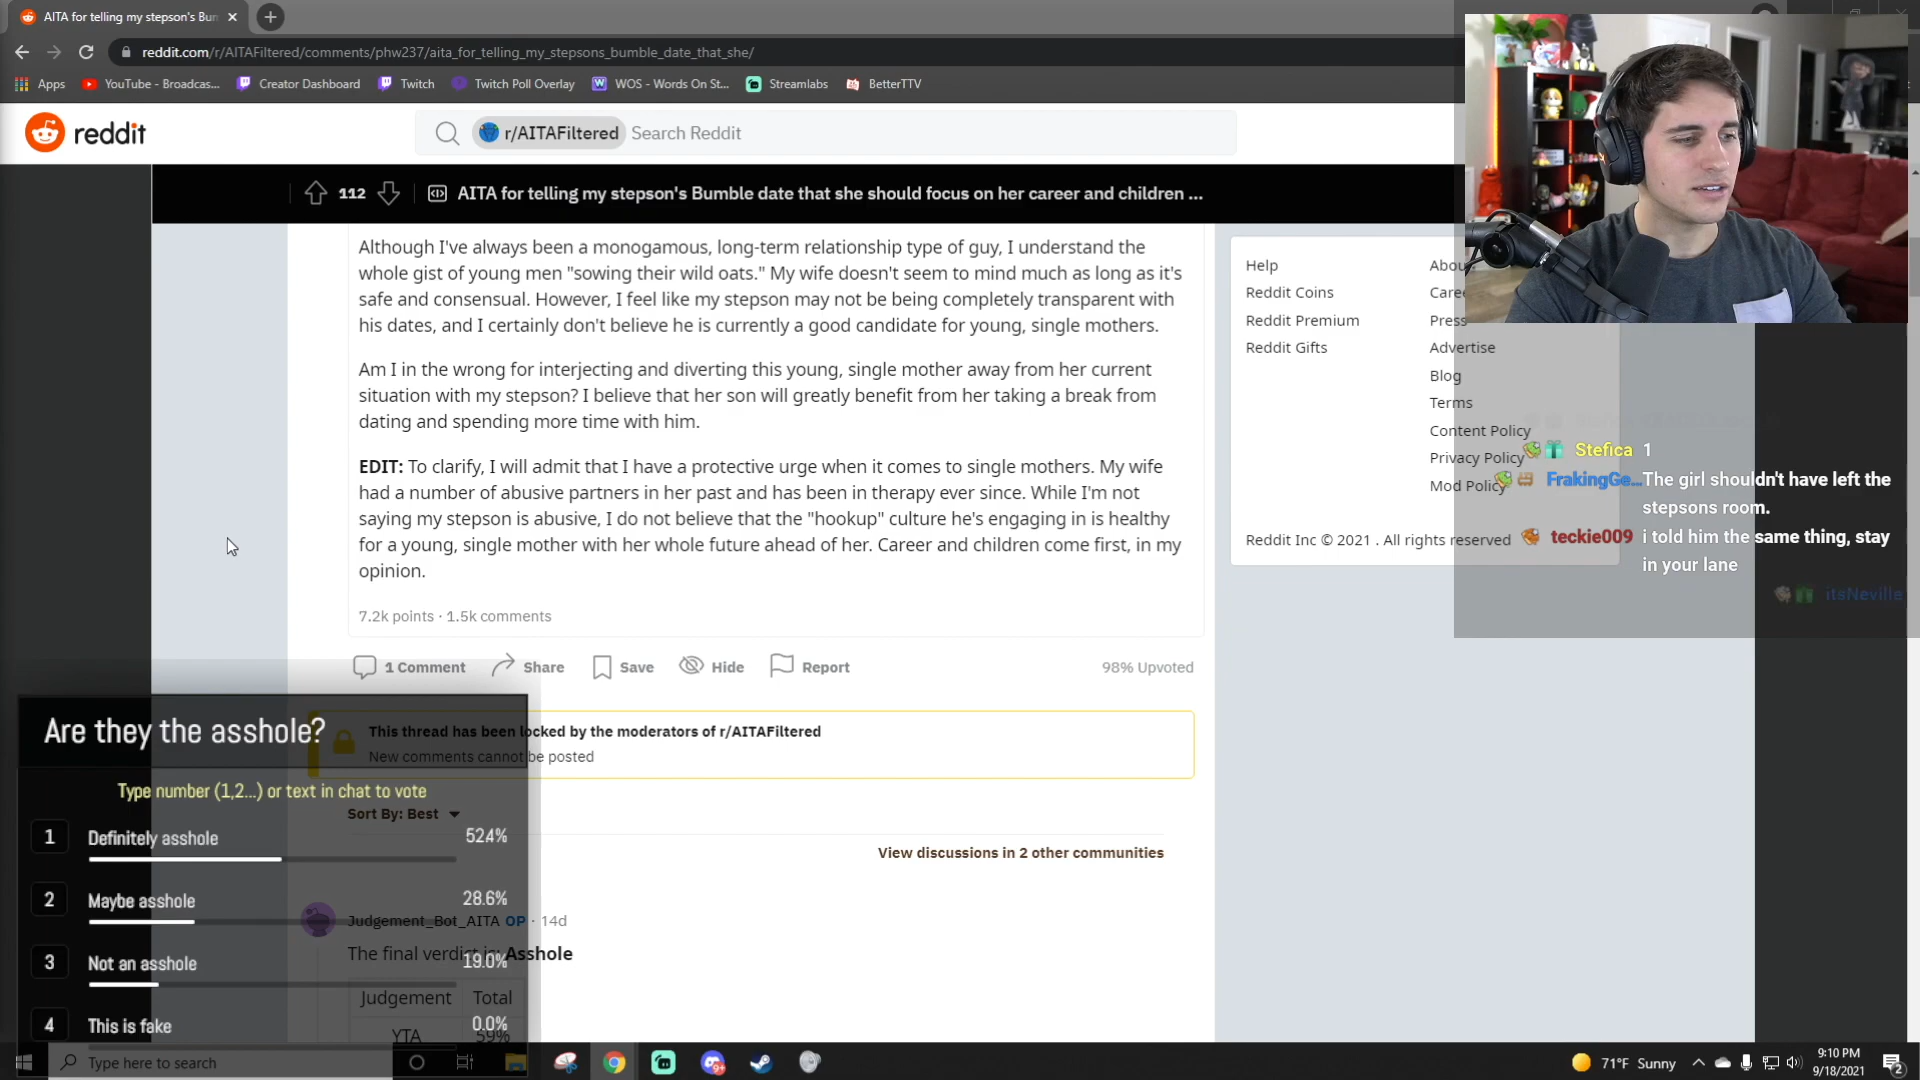 AITA for telling my stepson's Bum
reddit.com/r/AITAFiltered/comments/phw237/aita_for_telling_my_stepsons_bumble_date_that_she/
Apps YouTube - Broadcas... Creator Dashboard Twitch Twitch Poll Overlay WOS - Words On St... Streamlabs BetterTTV
reddit r/AITAFiltered Search Reddit
112 AITA for telling my stepson's Bumble date that she should focus on her career and children ...
Although I've always been a monogamous, long-term relationship type of guy, I understand the
whole gist of young men "sowing their wild oats." My wife doesn't seem to mind much as long as it's
safe and consensual. However, I feel like my stepson may not be being completely transparent with
his dates, and I certainly don't believe he is currently a good candidate for young, single mothers.
Am I in the wrong for interjecting and diverting this young, single mother away from her current
situation with my stepson? I believe that her son will greatly benefit from her taking a break from
dating and spending more time with him.
EDIT: To clarify, I will admit that I have a protective urge when it comes to single mothers. My wife
had a number of abusive partners in her past and has been in therapy ever since. While I'm not
saying my stepson is abusive, I do not believe that the "hookup" culture he's engaging in is healthy
for a young, single mother with her whole future ahead of her. Career and children come first, in my
opinion.
7.2k points · 1.5k comments
1 Comment Share Save Hide Report 98% Upvoted
This thread has been locked by the moderators of r/AITAFiltered
New comments cannot be posted
Sort By: Best
View discussions in 2 other communities
Judgement_Bot_AITA OP · 14d
The final verdict is: Asshole
Judgement Total
YTA 59%
Help
Reddit Coins
Reddit Premium
Reddit Gifts
Abou
Caree
Press
Advertise
Blog
Terms
Content Policy
Privacy Policy
Mod Policy
Reddit Inc © 2021 . All rights reserved
Stefica 1
FrakingGe... The girl shouldn't have left the
stepsons room.
teckie009 i told him the same thing, stay
in your lane
itsNeville
Are they the asshole?
Type number (1,2...) or text in chat to vote
1 Definitely asshole 52.4%
2 Maybe asshole 28.6%
3 Not an asshole 19.0%
4 This is fake 0.0%
Type here to search
71°F Sunny
9:10 PM
9/18/2021
2